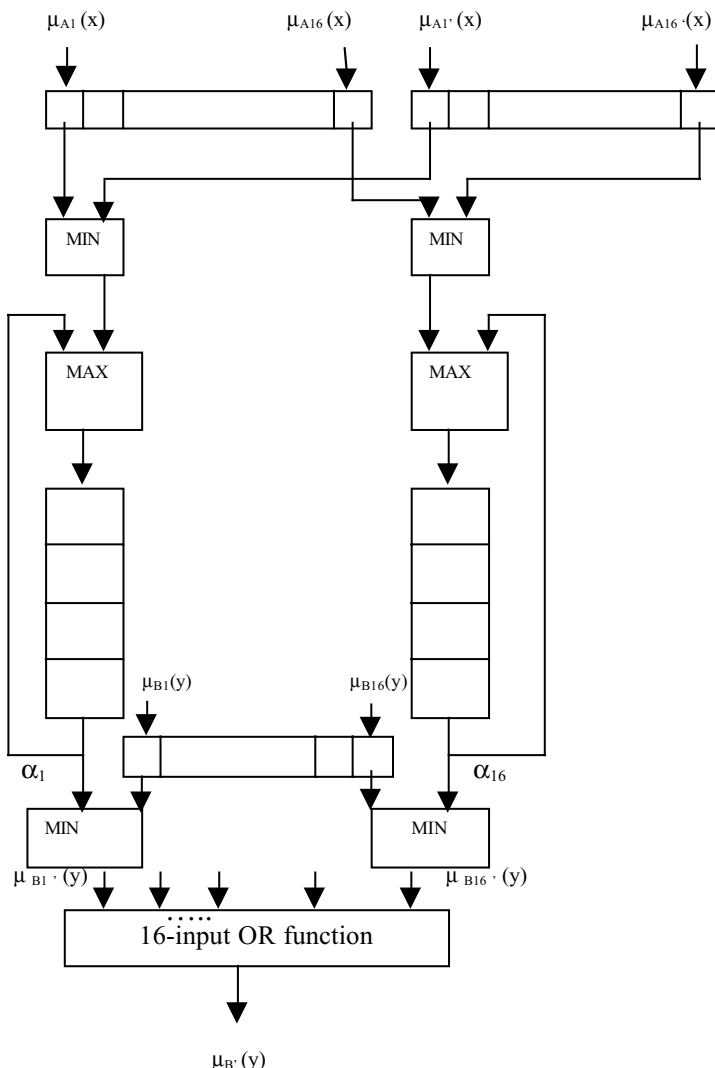 μA1 (x) μA16 (x) μA1' (x) μA16 '(x)
MIN MIN
MAX MAX
μB1(y) μB16(y)
α1 α16
MIN MIN
μ B1 ' (y) μ B16 ' (y)
.....
16-input OR function
μB' (y)